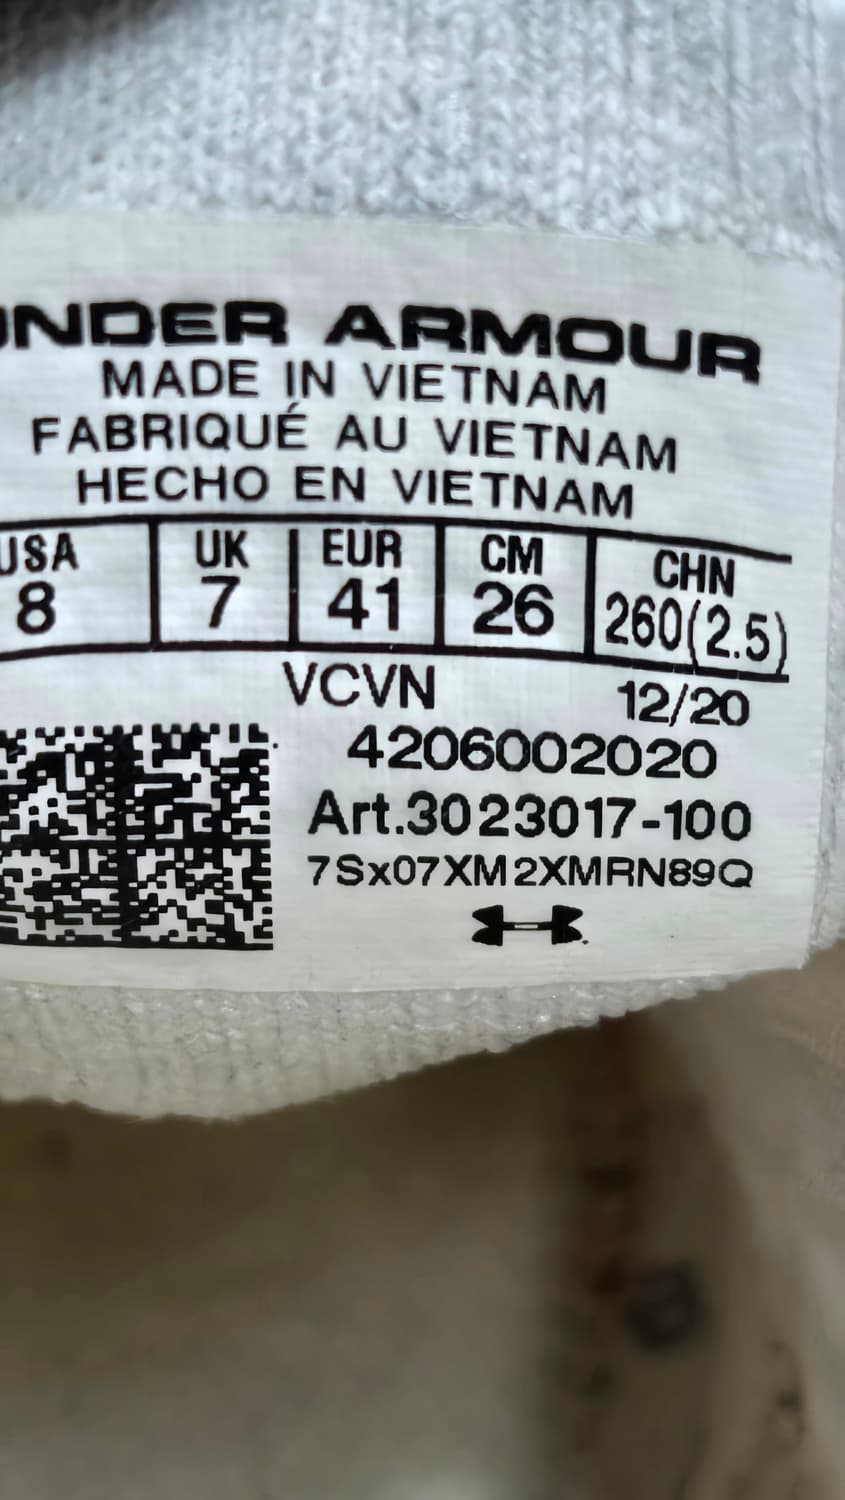 UNDER ARMOUR
MADE IN VIETNAM
FABRIQUÉ AU VIETNAM
HECHO EN VIETNAM
USA UK EUR CM CHN
8 7 41 26 260(2.5)
VCVN 12/20
4206002020
Art.3023017-100
7Sx07XM2XMRN89Q